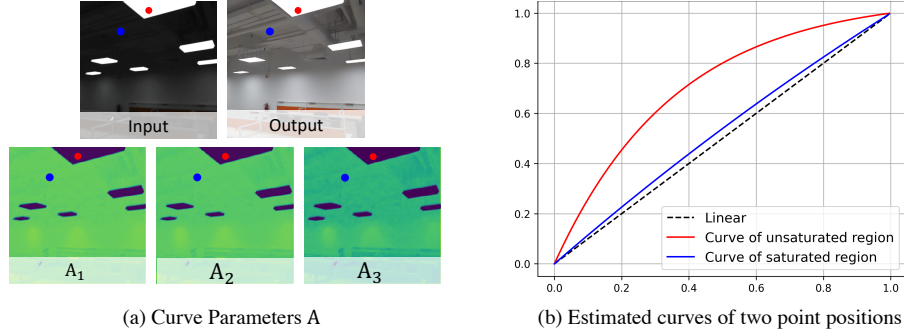 Input
Output
A₁
A₂
A₃
(a) Curve Parameters A
1.0
0.8
0.6
0.4
0.2
0.0
0.0 0.2 0.4 0.6 0.8 1.0
Linear
Curve of unsaturated region
Curve of saturated region
(b) Estimated curves of two point positions